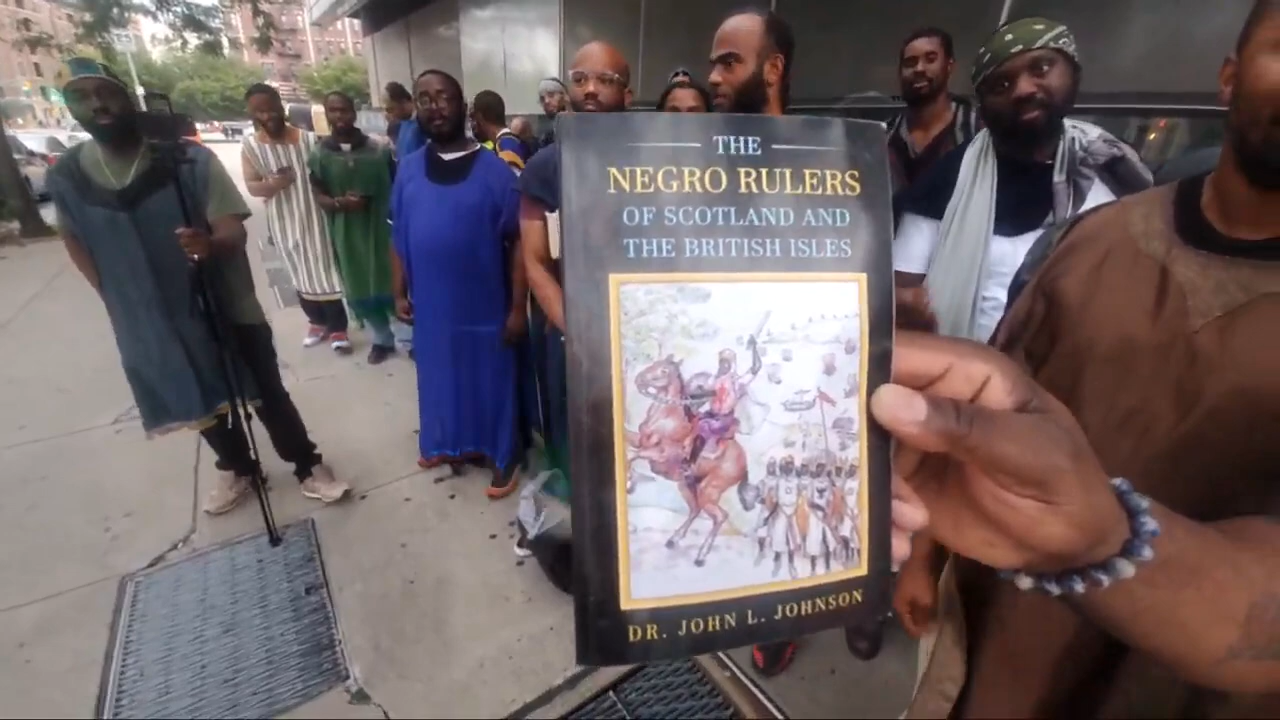 THE
NEGRO RULERS
OF SCOTLAND AND
THE BRITISH ISLES
DR. JOHN L. JOHNSON